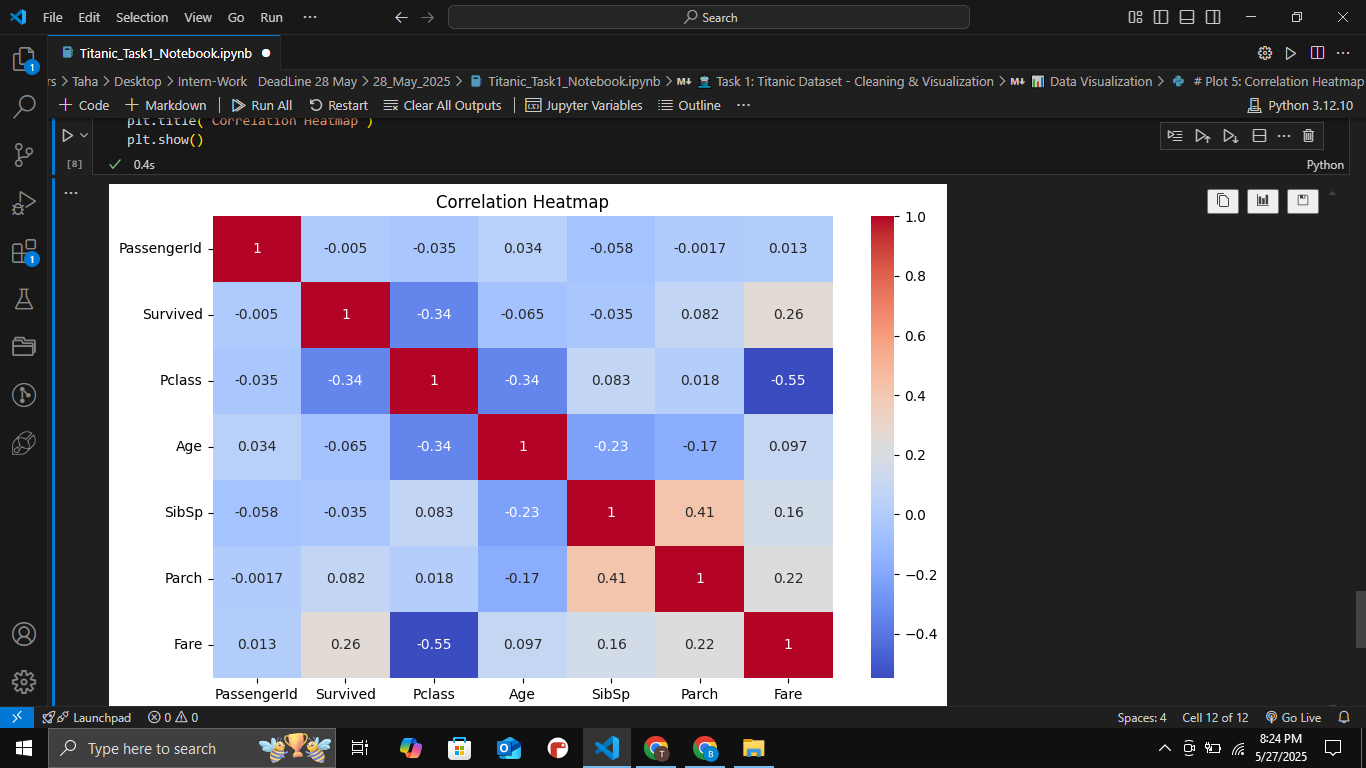 File Edit Selection View Go Run ··· Search
1 Titanic_Task1_Notebook.ipynb
rs > Taha > Desktop > Intern-Work DeadLine 28 May > 28_May_2025 > Titanic_Task1_Notebook.ipynb > M↓ Task 1: Titanic Dataset - Cleaning & Visualization > M↓ Data Visualization > # Plot 5: Correlation Heatmap
Code Markdown Run All Restart Clear All Outputs Jupyter Variables Outline ··· Python 3.12.10
plt.title('Correlation Heatmap')
plt.show()
[8] 0.4s Python
Correlation Heatmap
PassengerId 1 -0.005 -0.035 0.034 -0.058 -0.0017 0.013
Survived -0.005 1 -0.34 -0.065 -0.035 0.082 0.26
Pclass -0.035 -0.34 1 -0.34 0.083 0.018 -0.55
Age 0.034 -0.065 -0.34 1 -0.23 -0.17 0.097
SibSp -0.058 -0.035 0.083 -0.23 1 0.41 0.16
Parch -0.0017 0.082 0.018 -0.17 0.41 1 0.22
Fare 0.013 0.26 -0.55 0.097 0.16 0.22 1
PassengerId Survived Pclass Age SibSp Parch Fare
1.0
0.8
0.6
0.4
0.2
0.0
−0.2
−0.4
1
Launchpad 0 0 Spaces: 4 Cell 12 of 12 Go Live
Type here to search T B 8:24 PM
5/27/2025